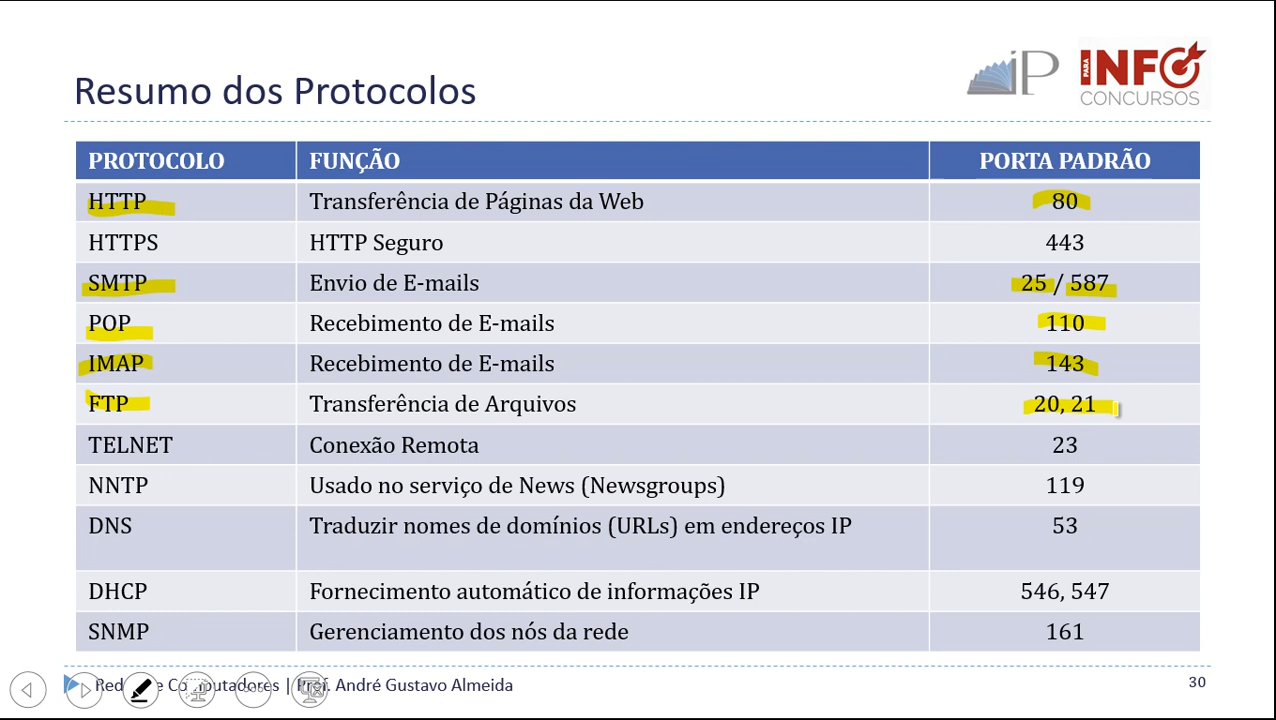 Resumo dos Protocolos
iP
PARA
INFO
CONCURSOS
PROTOCOLO FUNÇÃO PORTA PADRÃO
HTTP Transferência de Páginas da Web 80
HTTPS HTTP Seguro 443
SMTP Envio de E-mails 25 / 587
POP Recebimento de E-mails 110
IMAP Recebimento de E-mails 143
FTP Transferência de Arquivos 20, 21
TELNET Conexão Remota 23
NNTP Usado no serviço de News (Newsgroups) 119
DNS Traduzir nomes de domínios (URLs) em endereços IP 53
DHCP Fornecimento automático de informações IP 546, 547
SNMP Gerenciamento dos nós da rede 161
Redes de Computadores | Prof. André Gustavo Almeida 30